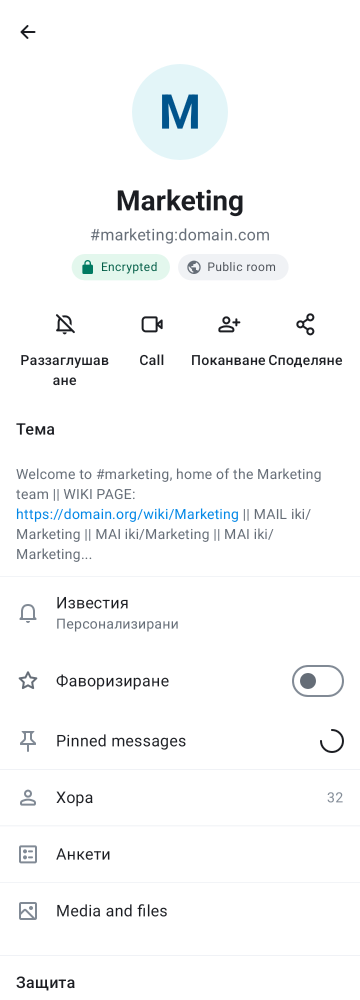 M
Marketing
#marketing:domain.com
Encrypted
Public room
Раззаглушав
ане
Call
Поканване
Споделяне
Тема
Welcome to #marketing, home of the Marketing
team || WIKI PAGE:
https://domain.org/wiki/Marketing || MAIL iki/
Marketing || MAI iki/Marketing || MAI iki/
Marketing...
Известия
Персонализирани
Фаворизиране
Pinned messages
Хора
32
Анкети
Media and files
Защита